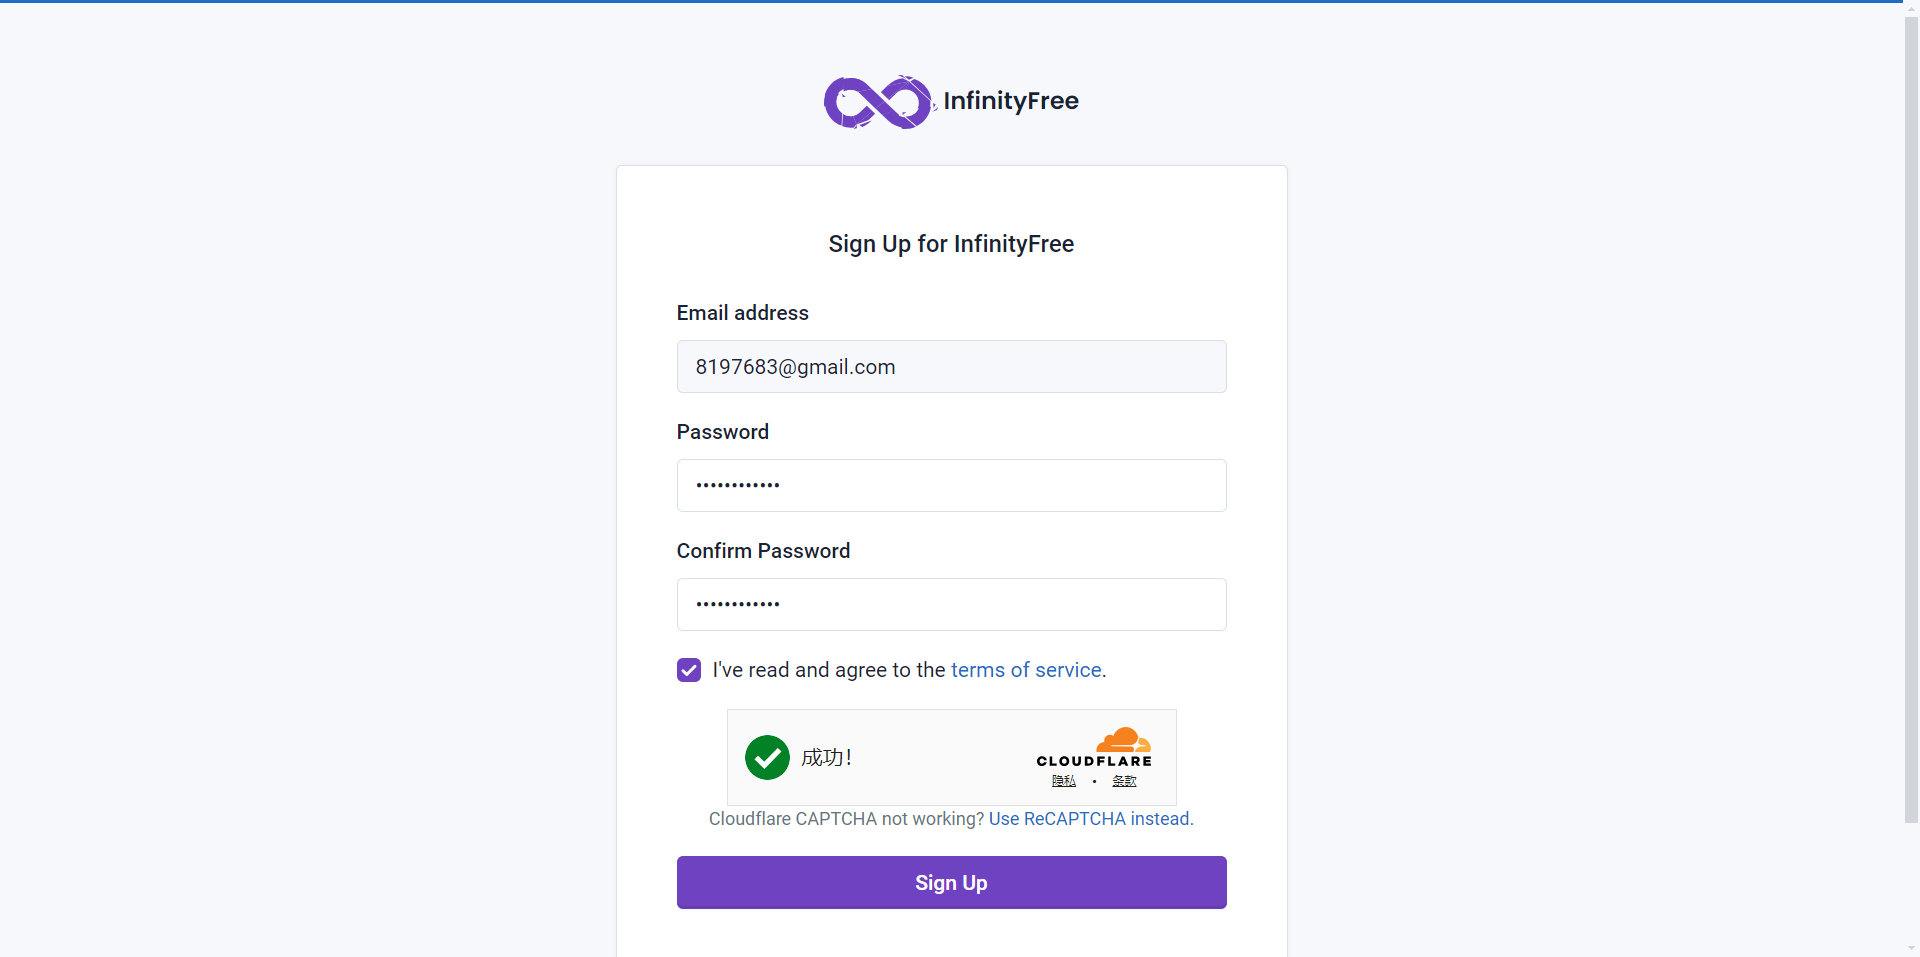 InfinityFree
Sign Up for InfinityFree
Email address
8197683@gmail.com
Password
••••••••••••
Confirm Password
••••••••••••
I've read and agree to the terms of service.
成功！
CLOUDFLARE
隐私 • 条款
Cloudflare CAPTCHA not working? Use ReCAPTCHA instead.
Sign Up